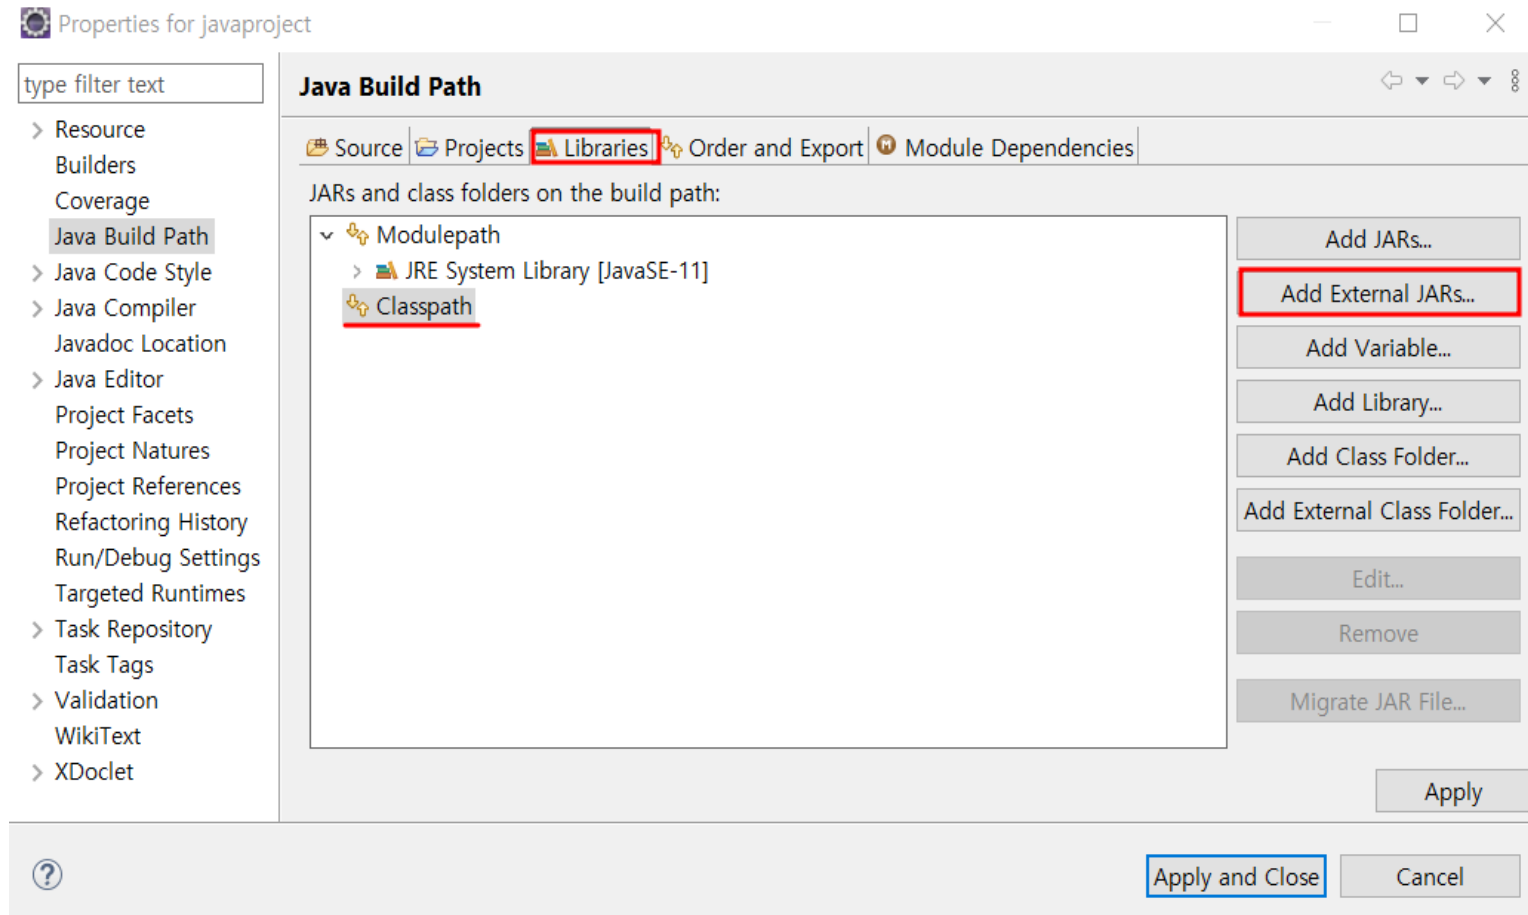 Properties for javaproject
type filter text
Resource
Builders
Coverage
Java Build Path
Java Code Style
Java Compiler
Javadoc Location
Java Editor
Project Facets
Project Natures
Project References
Refactoring History
Run/Debug Settings
Targeted Runtimes
Task Repository
Task Tags
Validation
WikiText
XDoclet
Java Build Path
Source Projects Libraries Order and Export Module Dependencies
JARs and class folders on the build path:
Modulepath
JRE System Library [JavaSE-11]
Classpath
Add JARs...
Add External JARs...
Add Variable...
Add Library...
Add Class Folder...
Add External Class Folder...
Edit...
Remove
Migrate JAR File...
Apply
Apply and Close Cancel